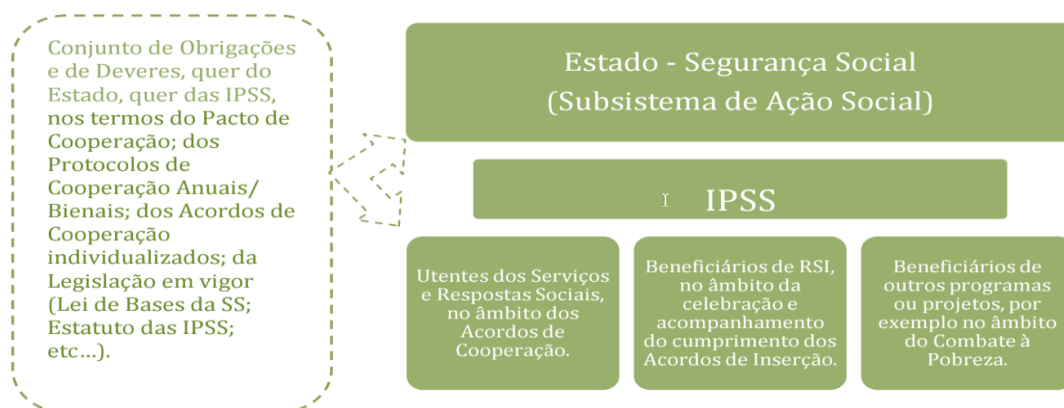 Conjunto de Obrigações
e de Deveres, quer do
Estado, quer das IPSS,
nos termos do Pacto de
Cooperação; dos
Protocolos de
Cooperação Anuais/
Bienais; dos Acordos de
Cooperação
individualizados; da
Legislação em vigor
(Lei de Bases da SS;
Estatuto das IPSS;
etc...).
Estado - Segurança Social
(Subsistema de Ação Social)
IPSS
Utentes dos Serviços
e Respostas Sociais,
no âmbito dos
Acordos de
Cooperação.
Beneficiários de RSI,
no âmbito da
celebração e
acompanhamento
do cumprimento dos
Acordos de Inserção.
Beneficiários de
outros programas
ou projetos, por
exemplo no âmbito
do Combate à
Pobreza.